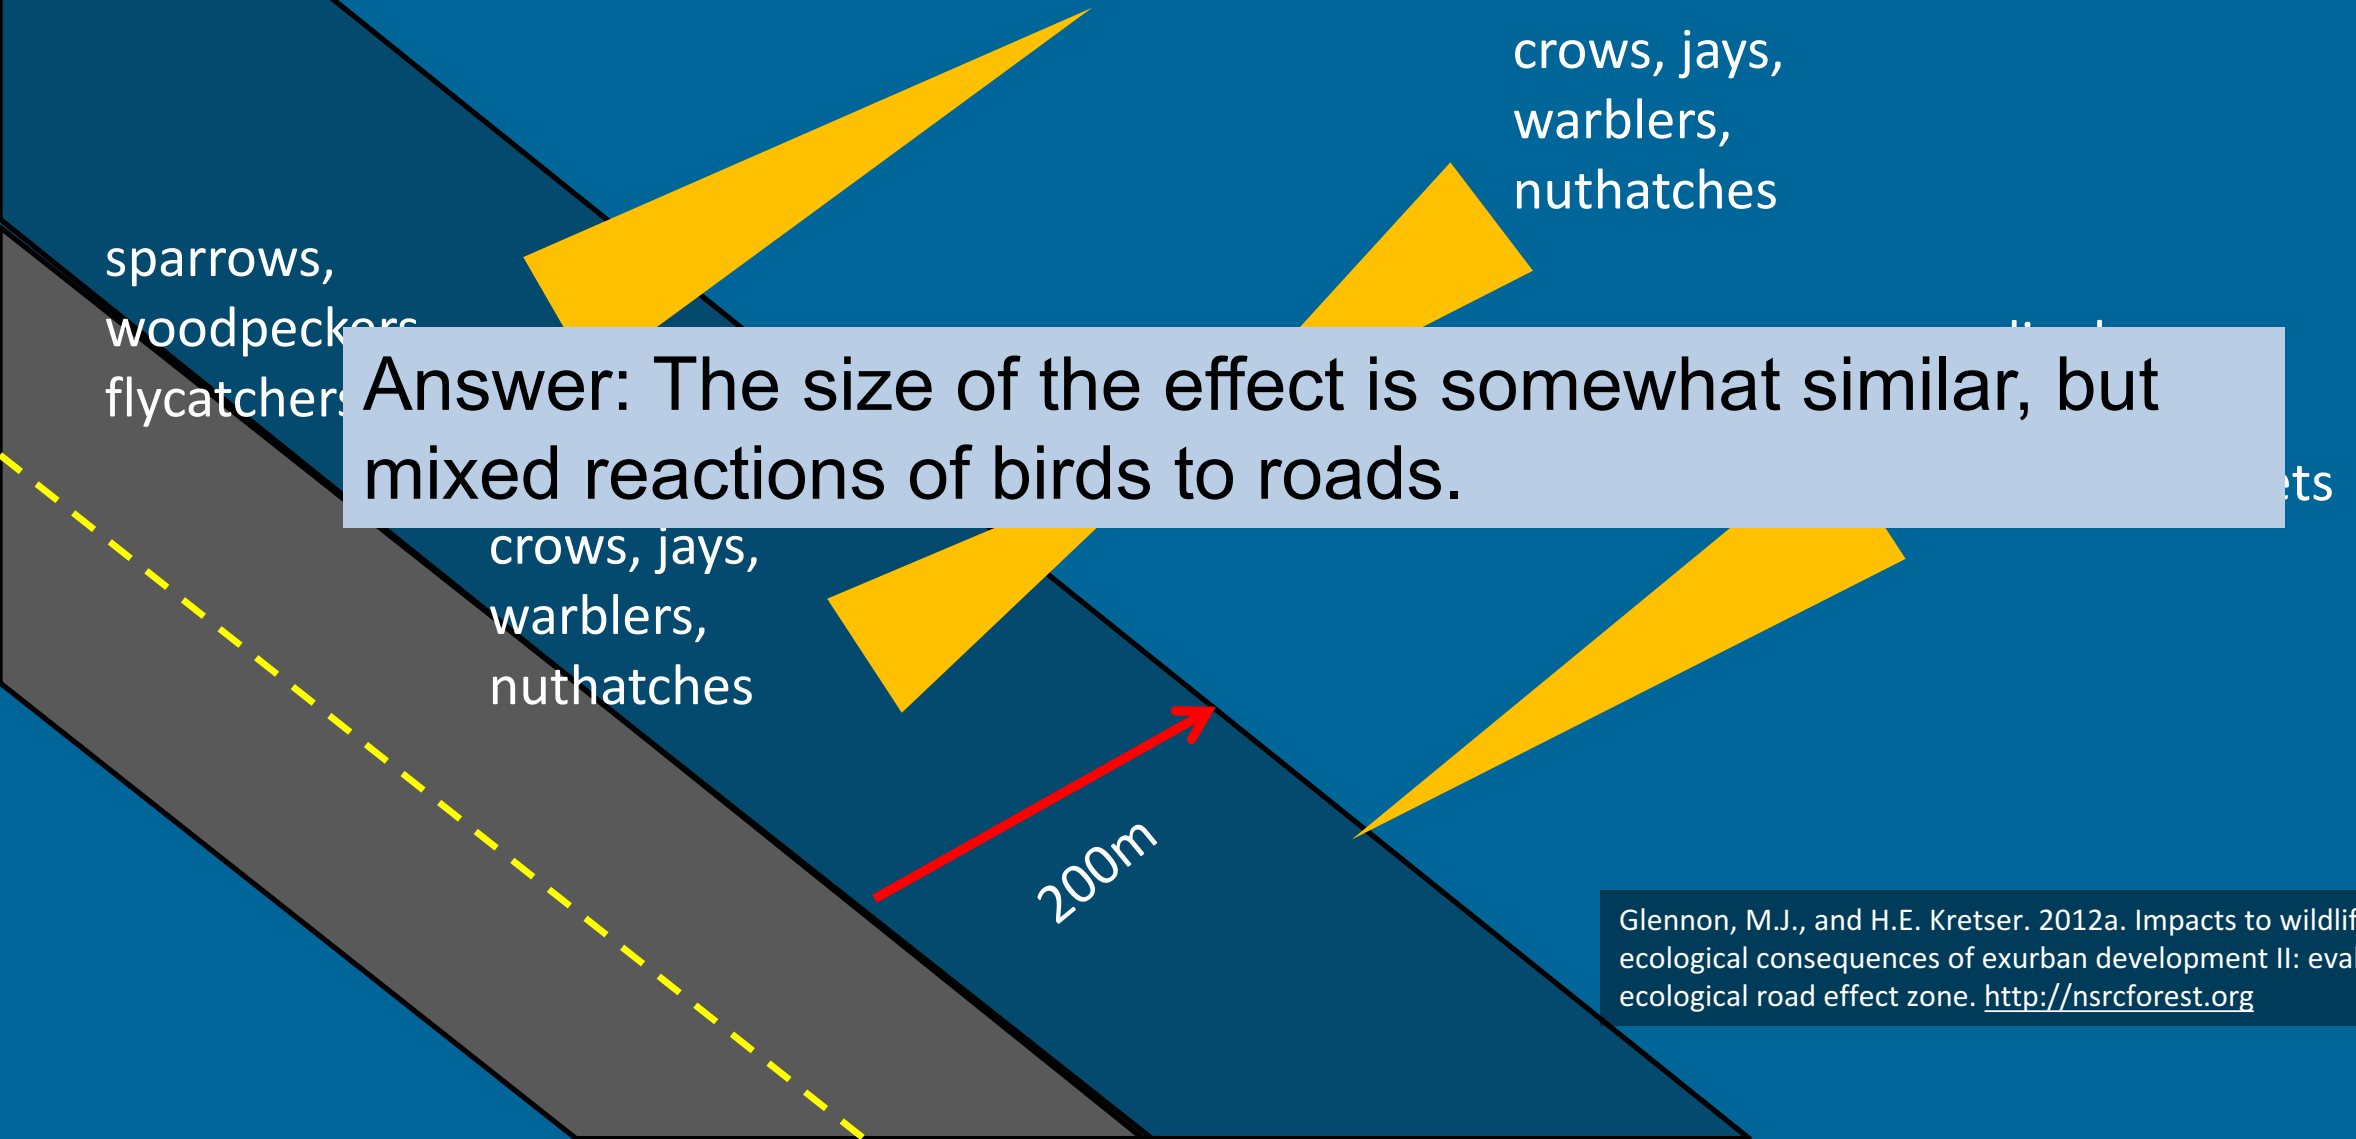 crows, jays,
warblers,
nuthatches
sparrows,
woodpeckers
flycatchers
Answer: The size of the effect is somewhat similar, but
mixed reactions of birds to roads.
crows, jays,
warblers,
nuthatches
200m
Glennon, M.J., and H.E. Kretser. 2012a. Impacts to
ecological consequences of exurban development II:
ecological road effect zone. http://nsrcforest.org